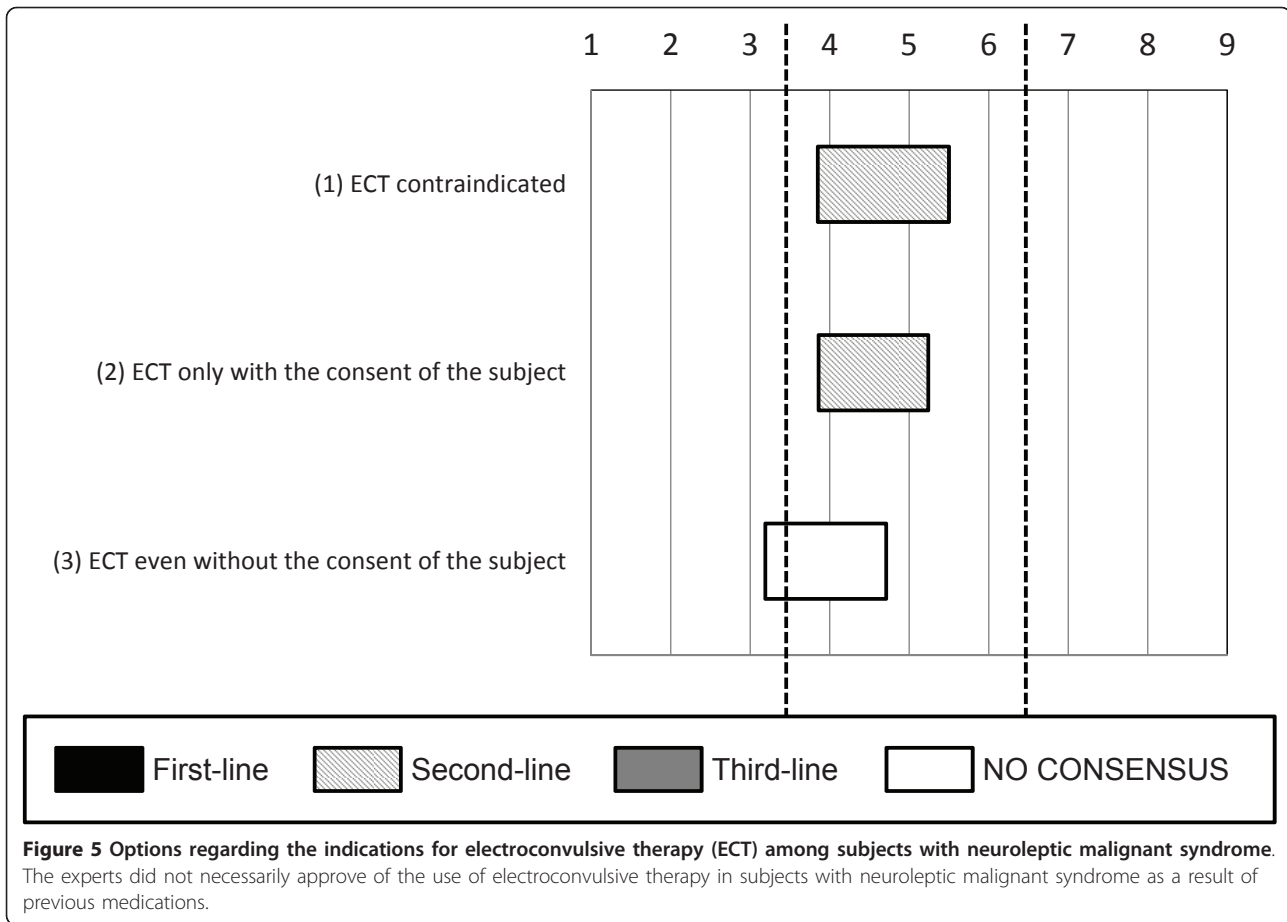 1 2 3 4 5 6 7 8 9
(1) ECT contraindicated
(2) ECT only with the consent of the subject
(3) ECT even without the consent of the subject
First-line Second-line Third-line NO CONSENSUS
Figure 5 Options regarding the indications for electroconvulsive therapy (ECT) among subjects with neuroleptic malignant syndrome.
The experts did not necessarily approve of the use of electroconvulsive therapy in subjects with neuroleptic malignant syndrome as a result of
previous medications.